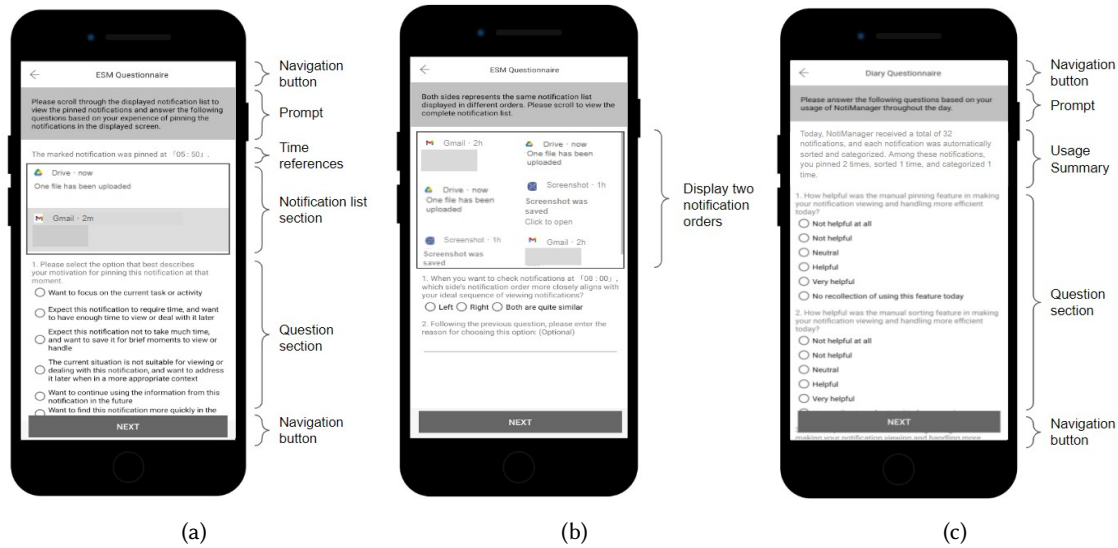 ESM Questionnaire
Please scroll through the displayed notification list to
view the pinned notifications and answer the following
questions based on your experience of pinning the
notifications in the displayed screen.
The marked notification was pinned at 「05 : 50」.
Drive · now
One file has been uploaded
Gmail · 2m
1. Please select the option that best describes
your motivation for pinning this notification at that
moment.
Want to focus on the current task or activity
Expect this notification to require time, and want
to have enough time to view or deal with it later
Expect this notification not to take much time,
and want to save it for brief moments to view or
handle
The current situation is not suitable for viewing or
dealing with this notification, and want to address
it later when in a more appropriate context
Want to continue using the information from this
notification in the future
Want to find this notification more quickly in the
NEXT
Navigation
button
Prompt
Time
references
Notification list
section
Question
section
Navigation
button
(a)
ESM Questionnaire
Both sides represents the same notification list
displayed in different orders. Please scroll to view the
complete notification list.
Gmail · 2h
Drive · now
One file has been
uploaded
Screenshot · 1h
Screenshot was
saved
Drive · now
One file has been
uploaded
Screenshot · 1h
Screenshot was
saved
Click to open
Gmail · 2h
1. When you want to check notifications at 「08 : 00」,
which side's notification order more closely aligns with
your ideal sequence of viewing notifications?
Left Right Both are quite similar
2. Following the previous question, please enter the
reason for choosing this option: (Optional)
NEXT
Display two
notification
orders
(b)
Diary Questionnaire
Please answer the following questions based on your
usage of NotiManager throughout the day.
Today, NotiManager received a total of 32
notifications, and each notification was automatically
sorted and categorized. Among these notifications,
you pinned 2 times, sorted 1 time, and categorized 1
time.
1. How helpful was the manual pinning feature in making
your notification viewing and handling more efficient
today?
Not helpful at all
Not helpful
Neutral
Helpful
Very helpful
No recollection of using this feature today
2. How helpful was the manual sorting feature in making
your notification viewing and handling more efficient
today?
Not helpful at all
Not helpful
Neutral
Helpful
Very helpful
NEXT
making your notification viewing and handling more
Navigation
button
Prompt
Usage
Summary
Question
section
Navigation
button
(c)